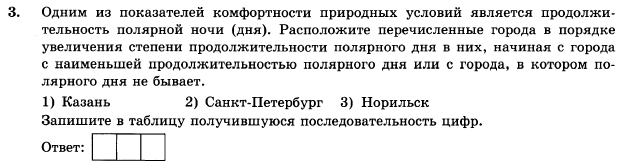 3. Одним из показателей комфортности природных условий является продолжи-
тельность полярной ночи (дня). Расположите перечисленные города в порядке
увеличения степени продолжительности полярного дня в них, начиная с города
с наименьшей продолжительностью полярного дня или с города, в котором по-
лярного дня не бывает.
1) Казань 2) Санкт-Петербург 3) Норильск
Запишите в таблицу получившуюся последовательность цифр.
Ответ: